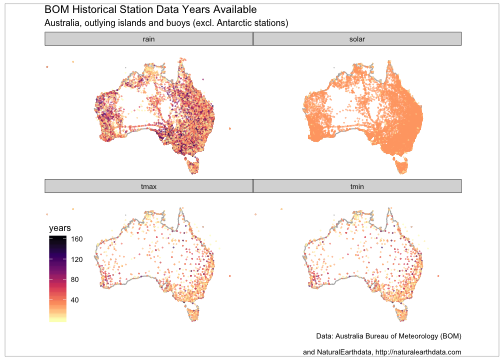 BOM Historical Station Data Years Available
Australia, outlying islands and buoys (excl. Antarctic stations)
rain
solar
tmax
tmin
years
160
120
80
40
Data: Australia Bureau of Meteorology (BOM)
and NaturalEarthdata, http://naturalearthdata.com